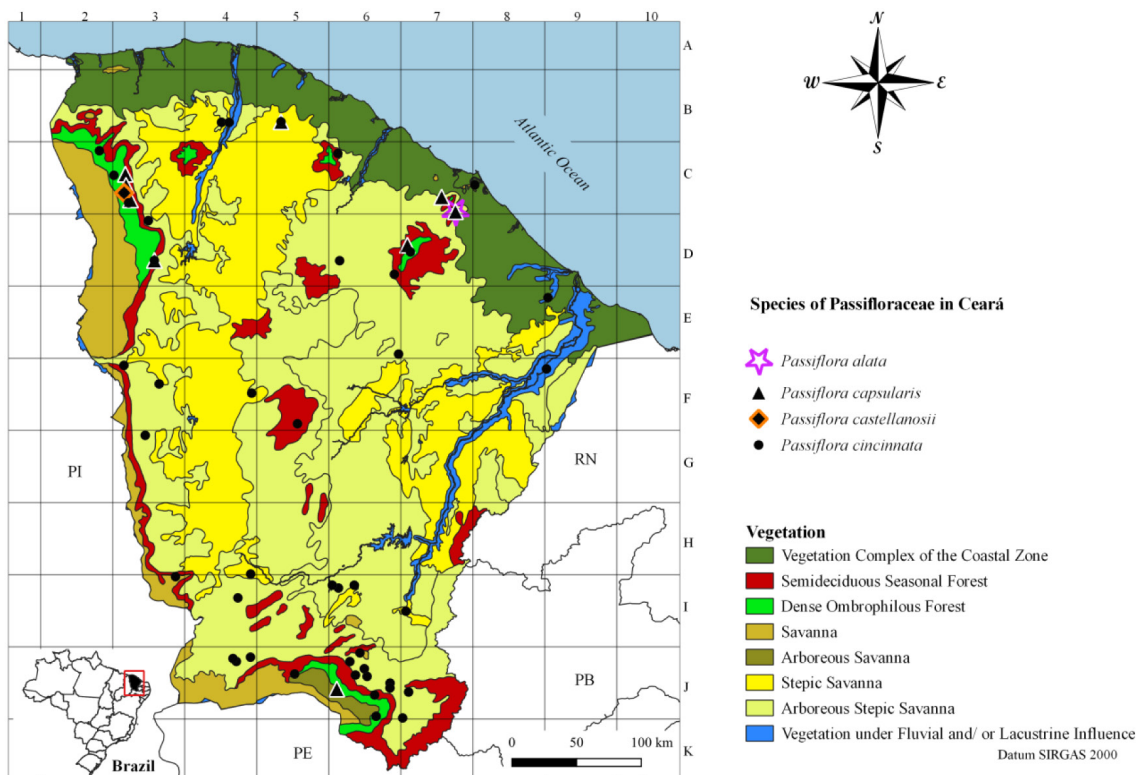 1 2 3 4 5 6 7 8 9 10
A
B
C
D
E
F
G
H
I
J
K
Atlantic Ocean
PI
RN
PB
PE
Brazil
0 50 100 km
N
W E
S
Species of Passifloraceae in Ceará
Passiflora alata
Passiflora capsularis
Passiflora castellanosii
Passiflora cincinnata
Vegetation
Vegetation Complex of the Coastal Zone
Semideciduous Seasonal Forest
Dense Ombrophilous Forest
Savanna
Arboreous Savanna
Stepic Savanna
Arboreous Stepic Savanna
Vegetation under Fluvial and/ or Lacustrine Influence
Datum SIRGAS 2000